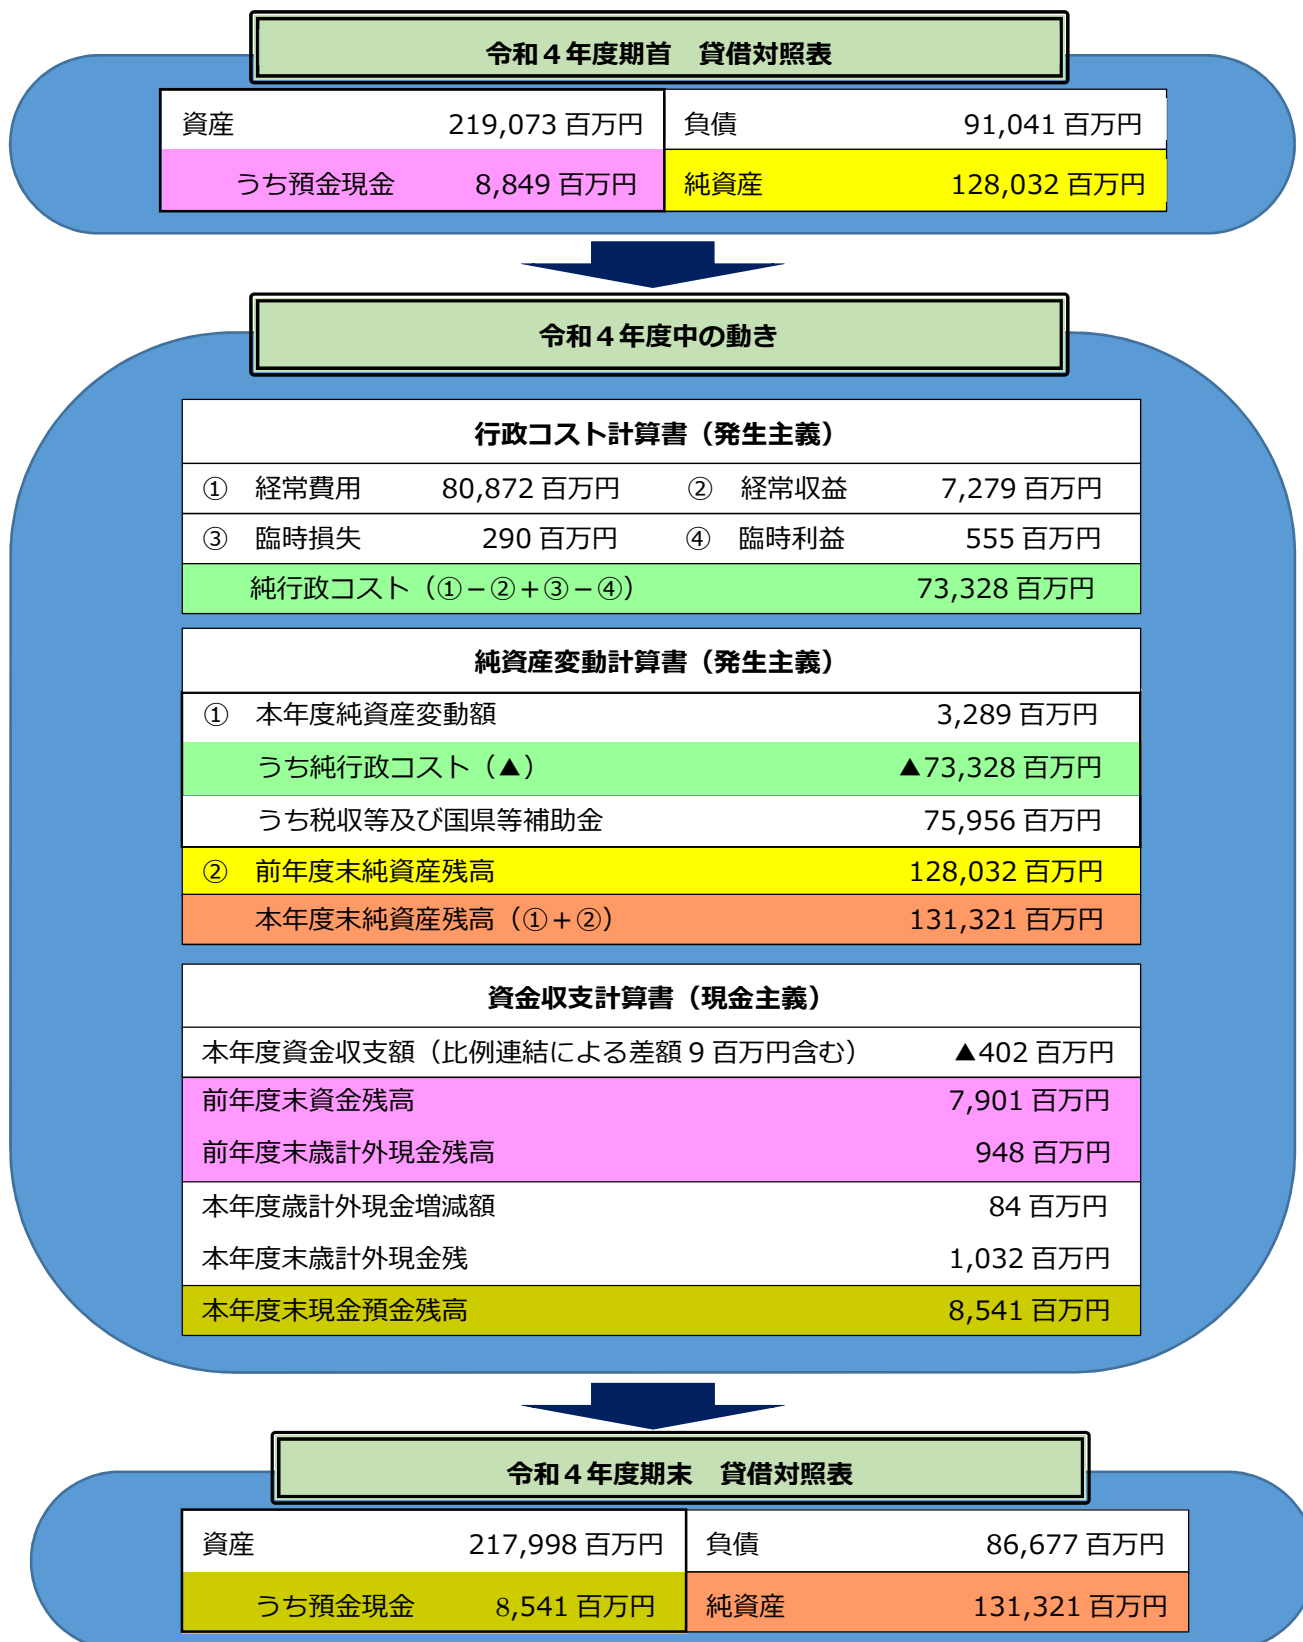 令和４年度期首　貸借対照表
資産 219,073 百万円 負債 91,041 百万円
うち預金現金 8,849 百万円 純資産 128,032 百万円
令和４年度中の動き
行政コスト計算書（発生主義）
① 経常費用 80,872 百万円 ② 経常収益 7,279 百万円
③ 臨時損失 290 百万円 ④ 臨時利益 555 百万円
純行政コスト（①－②＋③－④） 73,328 百万円
純資産変動計算書（発生主義）
① 本年度純資産変動額 3,289 百万円
うち純行政コスト（▲） ▲73,328 百万円
うち税収等及び国県等補助金 75,956 百万円
② 前年度末純資産残高 128,032 百万円
本年度末純資産残高（①＋②） 131,321 百万円
資金収支計算書（現金主義）
本年度資金収支額（比例連結による差額 9 百万円含む） ▲402 百万円
前年度末資金残高 7,901 百万円
前年度末歳計外現金残高 948 百万円
本年度歳計外現金増減額 84 百万円
本年度末歳計外現金残 1,032 百万円
本年度末現金預金残高 8,541 百万円
令和４年度期末　貸借対照表
資産 217,998 百万円 負債 86,677 百万円
うち預金現金 8,541 百万円 純資産 131,321 百万円